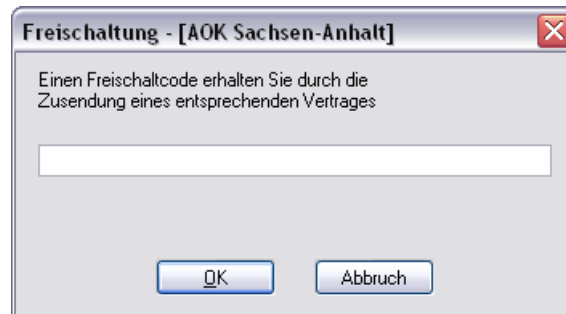 Freischaltung - [AOK Sachsen-Anhalt]
Einen Freischaltcode erhalten Sie durch die
Zusendung eines entsprechenden Vertrages
OK
Abbruch